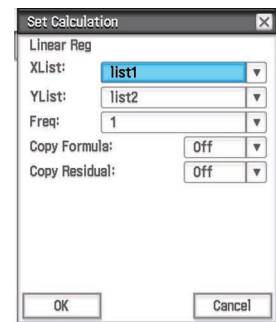 Set Calculation
Linear Reg
XList: list1
YList: list2
Freq: 1
Copy Formula: Off
Copy Residual: Off
OK Cancel